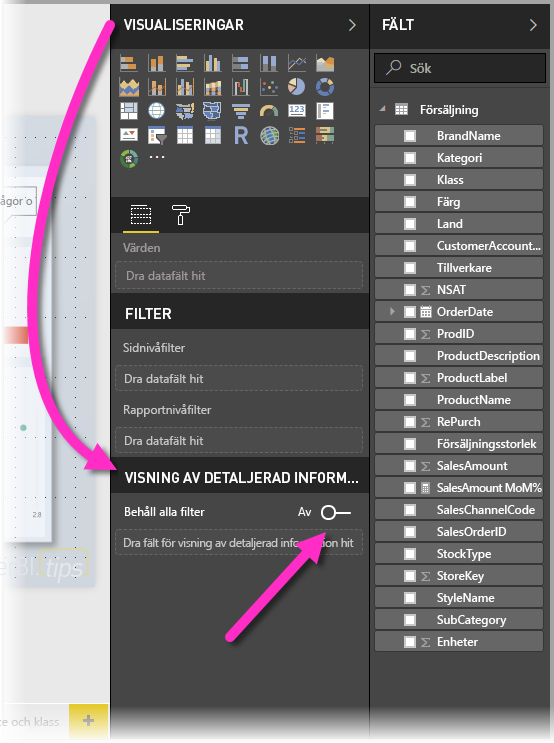 VISUALISERINGAR
123
R
Värden
Dra datafält hit
FILTER
Sidnivåfilter
Dra datafält hit
Rapportnivåfilter
Dra datafält hit
VISNING AV DETALJERAD INFORM...
Behåll alla filter
Av
Dra fält för visning av detaljerad information hit
FÄLT
Sök
Försäljning
BrandName
Kategori
Klass
Färg
Land
CustomerAccount...
Tillverkare
NSAT
OrderDate
ProdID
ProductDescription
ProductLabel
ProductName
RePurch
Försäljningsstorlek
SalesAmount
SalesAmount MoM%
SalesChannelCode
SalesOrderID
StockType
StoreKey
StyleName
SubCategory
Enheter
2.8
tips
och klass
+